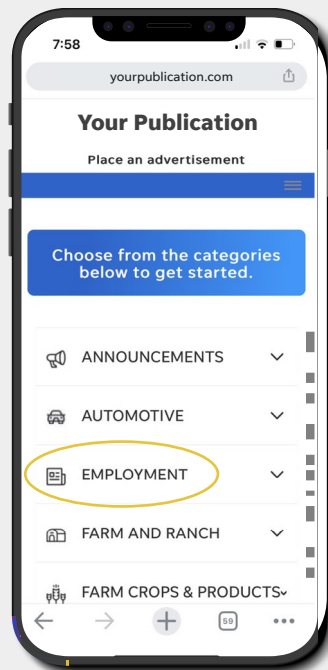 7:58
yourpublication.com
Your Publication
Place an advertisement
Choose from the categories
below to get started.
ANNOUNCEMENTS
AUTOMOTIVE
EMPLOYMENT
FARM AND RANCH
FARM CROPS & PRODUCTS
59